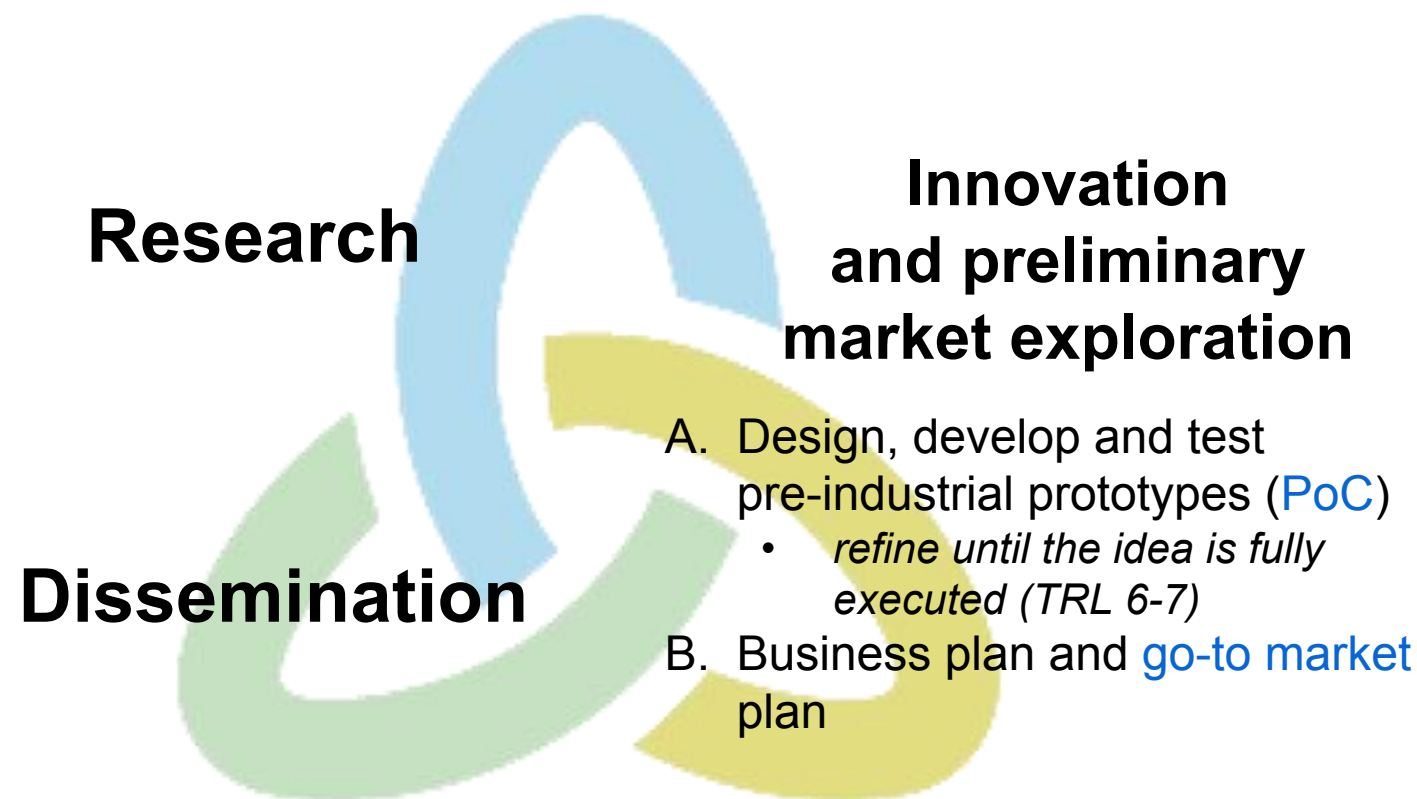 Research
Dissemination
Innovation
and preliminary
market exploration
A. Design, develop and test
pre-industrial prototypes (PoC)
• refine until the idea is fully
executed (TRL 6-7)
B. Business plan and go-to market
plan